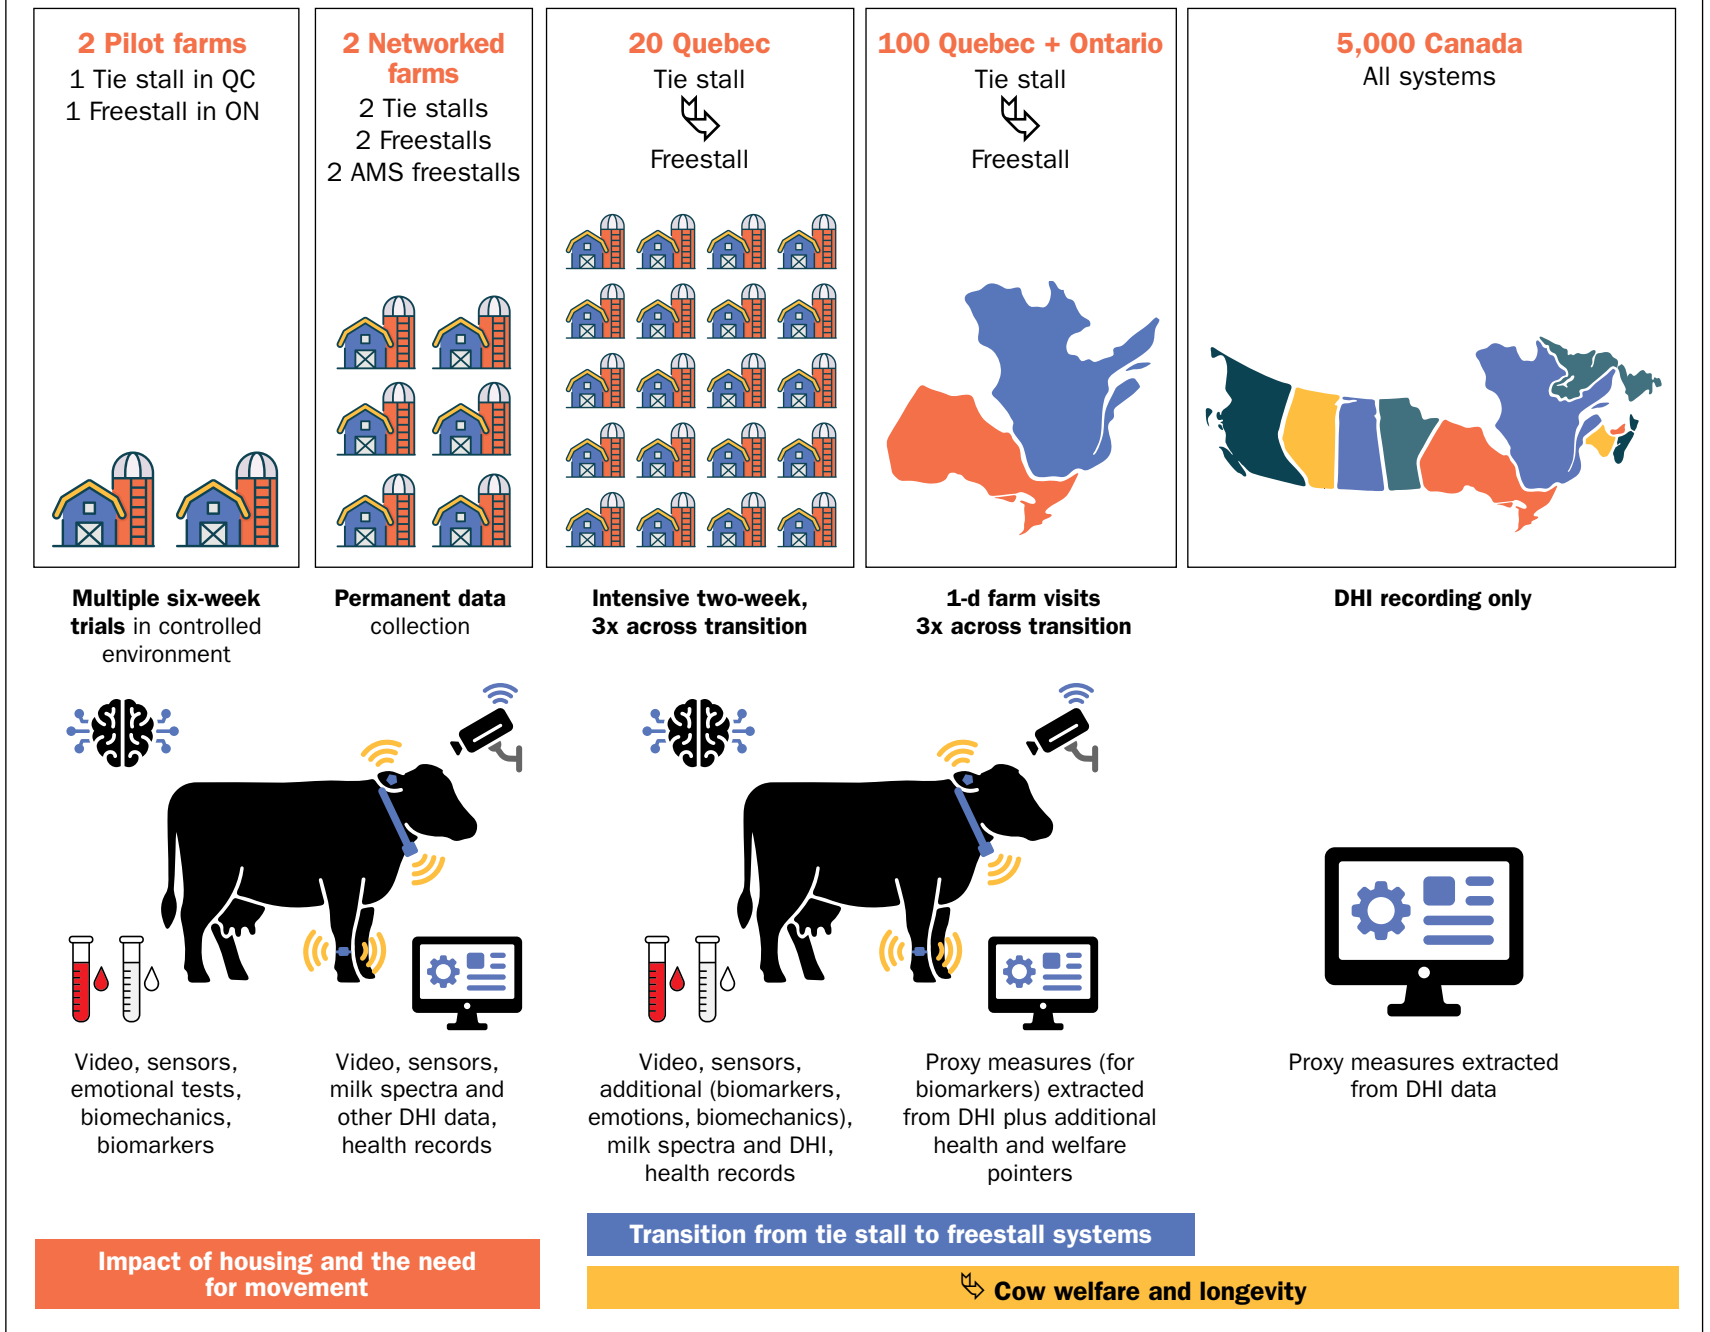 2 Pilot farms
1 Tie stall in QC
1 Freestall in ON
2 Networked
farms
2 Tie stalls
2 Freestalls
2 AMS freestalls
20 Quebec
Tie stall
Freestall
100 Quebec + Ontario
Tie stall
Freestall
5,000 Canada
All systems
Multiple six-week
trials in controlled
environment
Permanent data
collection
Intensive two-week,
3x across transition
1-d farm visits
3x across transition
DHI recording only
Video, sensors,
emotional tests,
biomechanics,
biomarkers
Video, sensors,
milk spectra and
other DHI data,
health records
Video, sensors,
additional (biomarkers,
emotions, biomechanics),
milk spectra and DHI,
health records
Proxy measures (for
biomarkers) extracted
from DHI plus additional
health and welfare
pointers
Proxy measures extracted
from DHI data
Impact of housing and the need
for movement
Transition from tie stall to freestall systems
Cow welfare and longevity